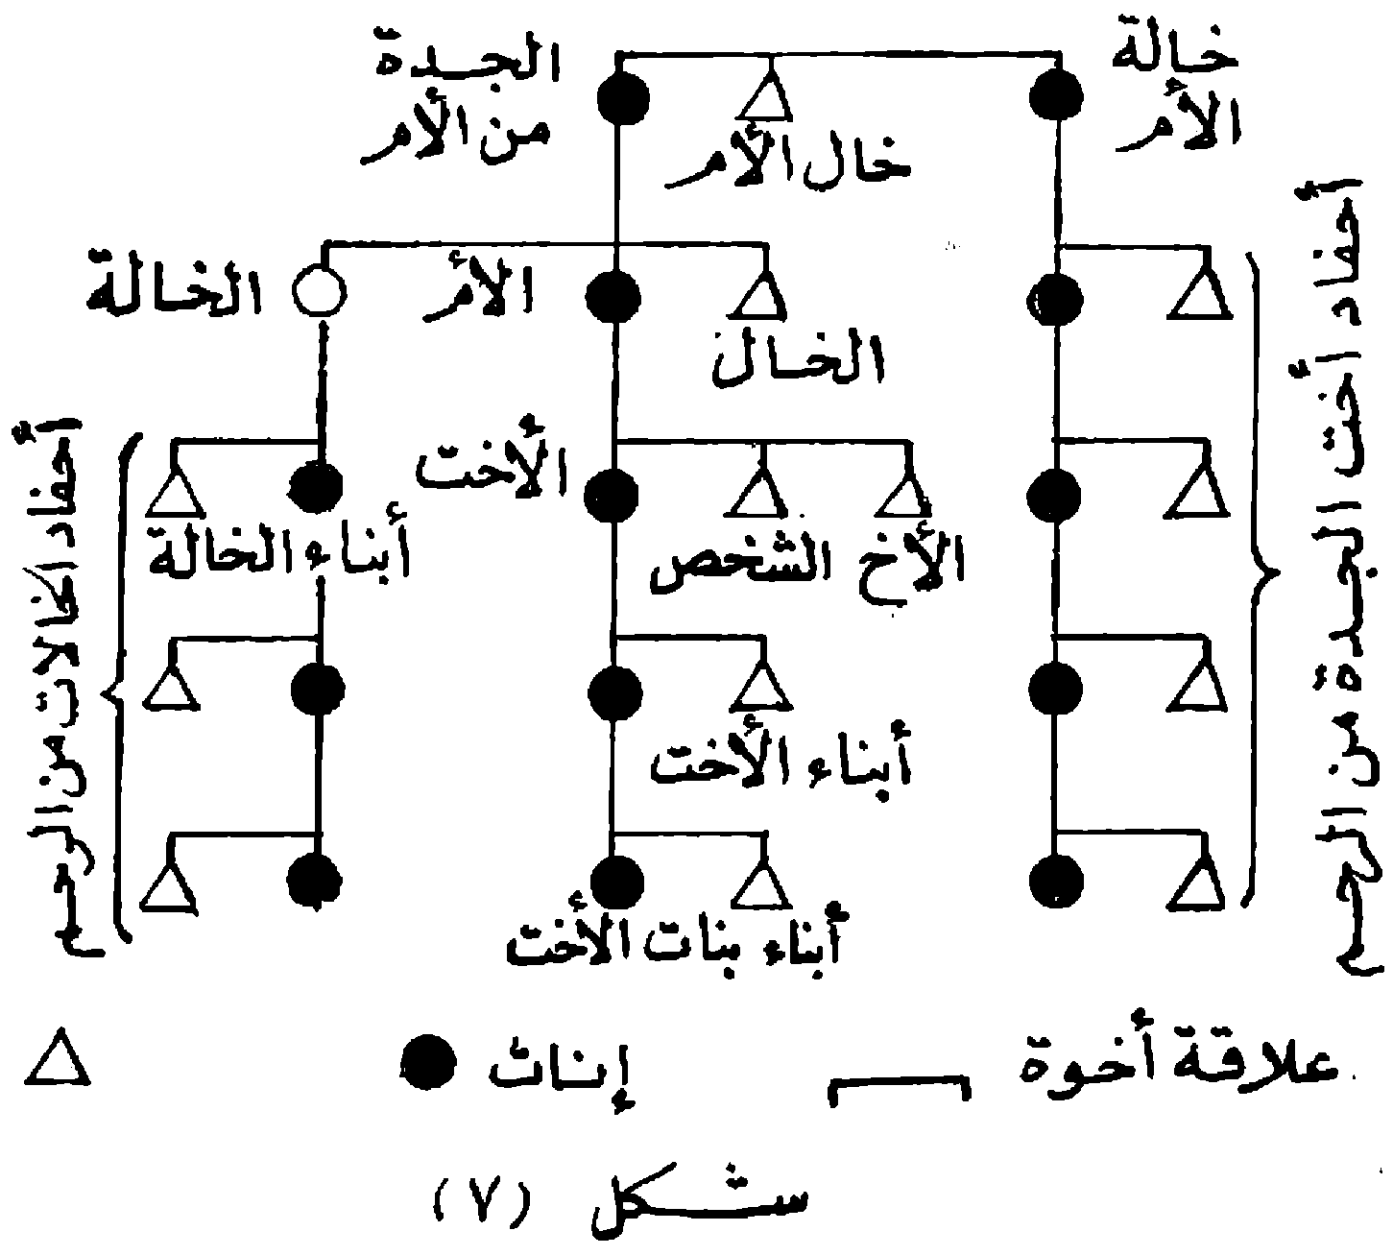 خالة
الأم
الجدة
من الأم
خال الأم
الخالة
الأم
الخال
الأخت
الشخص
الأخ
أبناء الخالة
أبناء الأخت
أبناء بنات الأخت
أحفاد أخت الجدة من الرحم
أحفاد الخالات من الرحم
علاقة أخوة
إناث
شكل (٧)